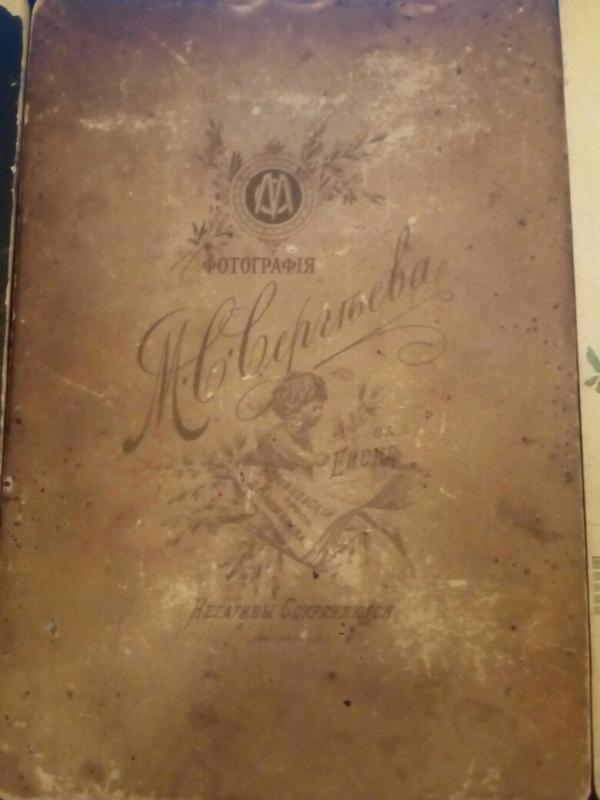 ФОТОГРАФІЯ
М.С.Сергѣева
въ
Ейскѣ
Негативы Сохраняются